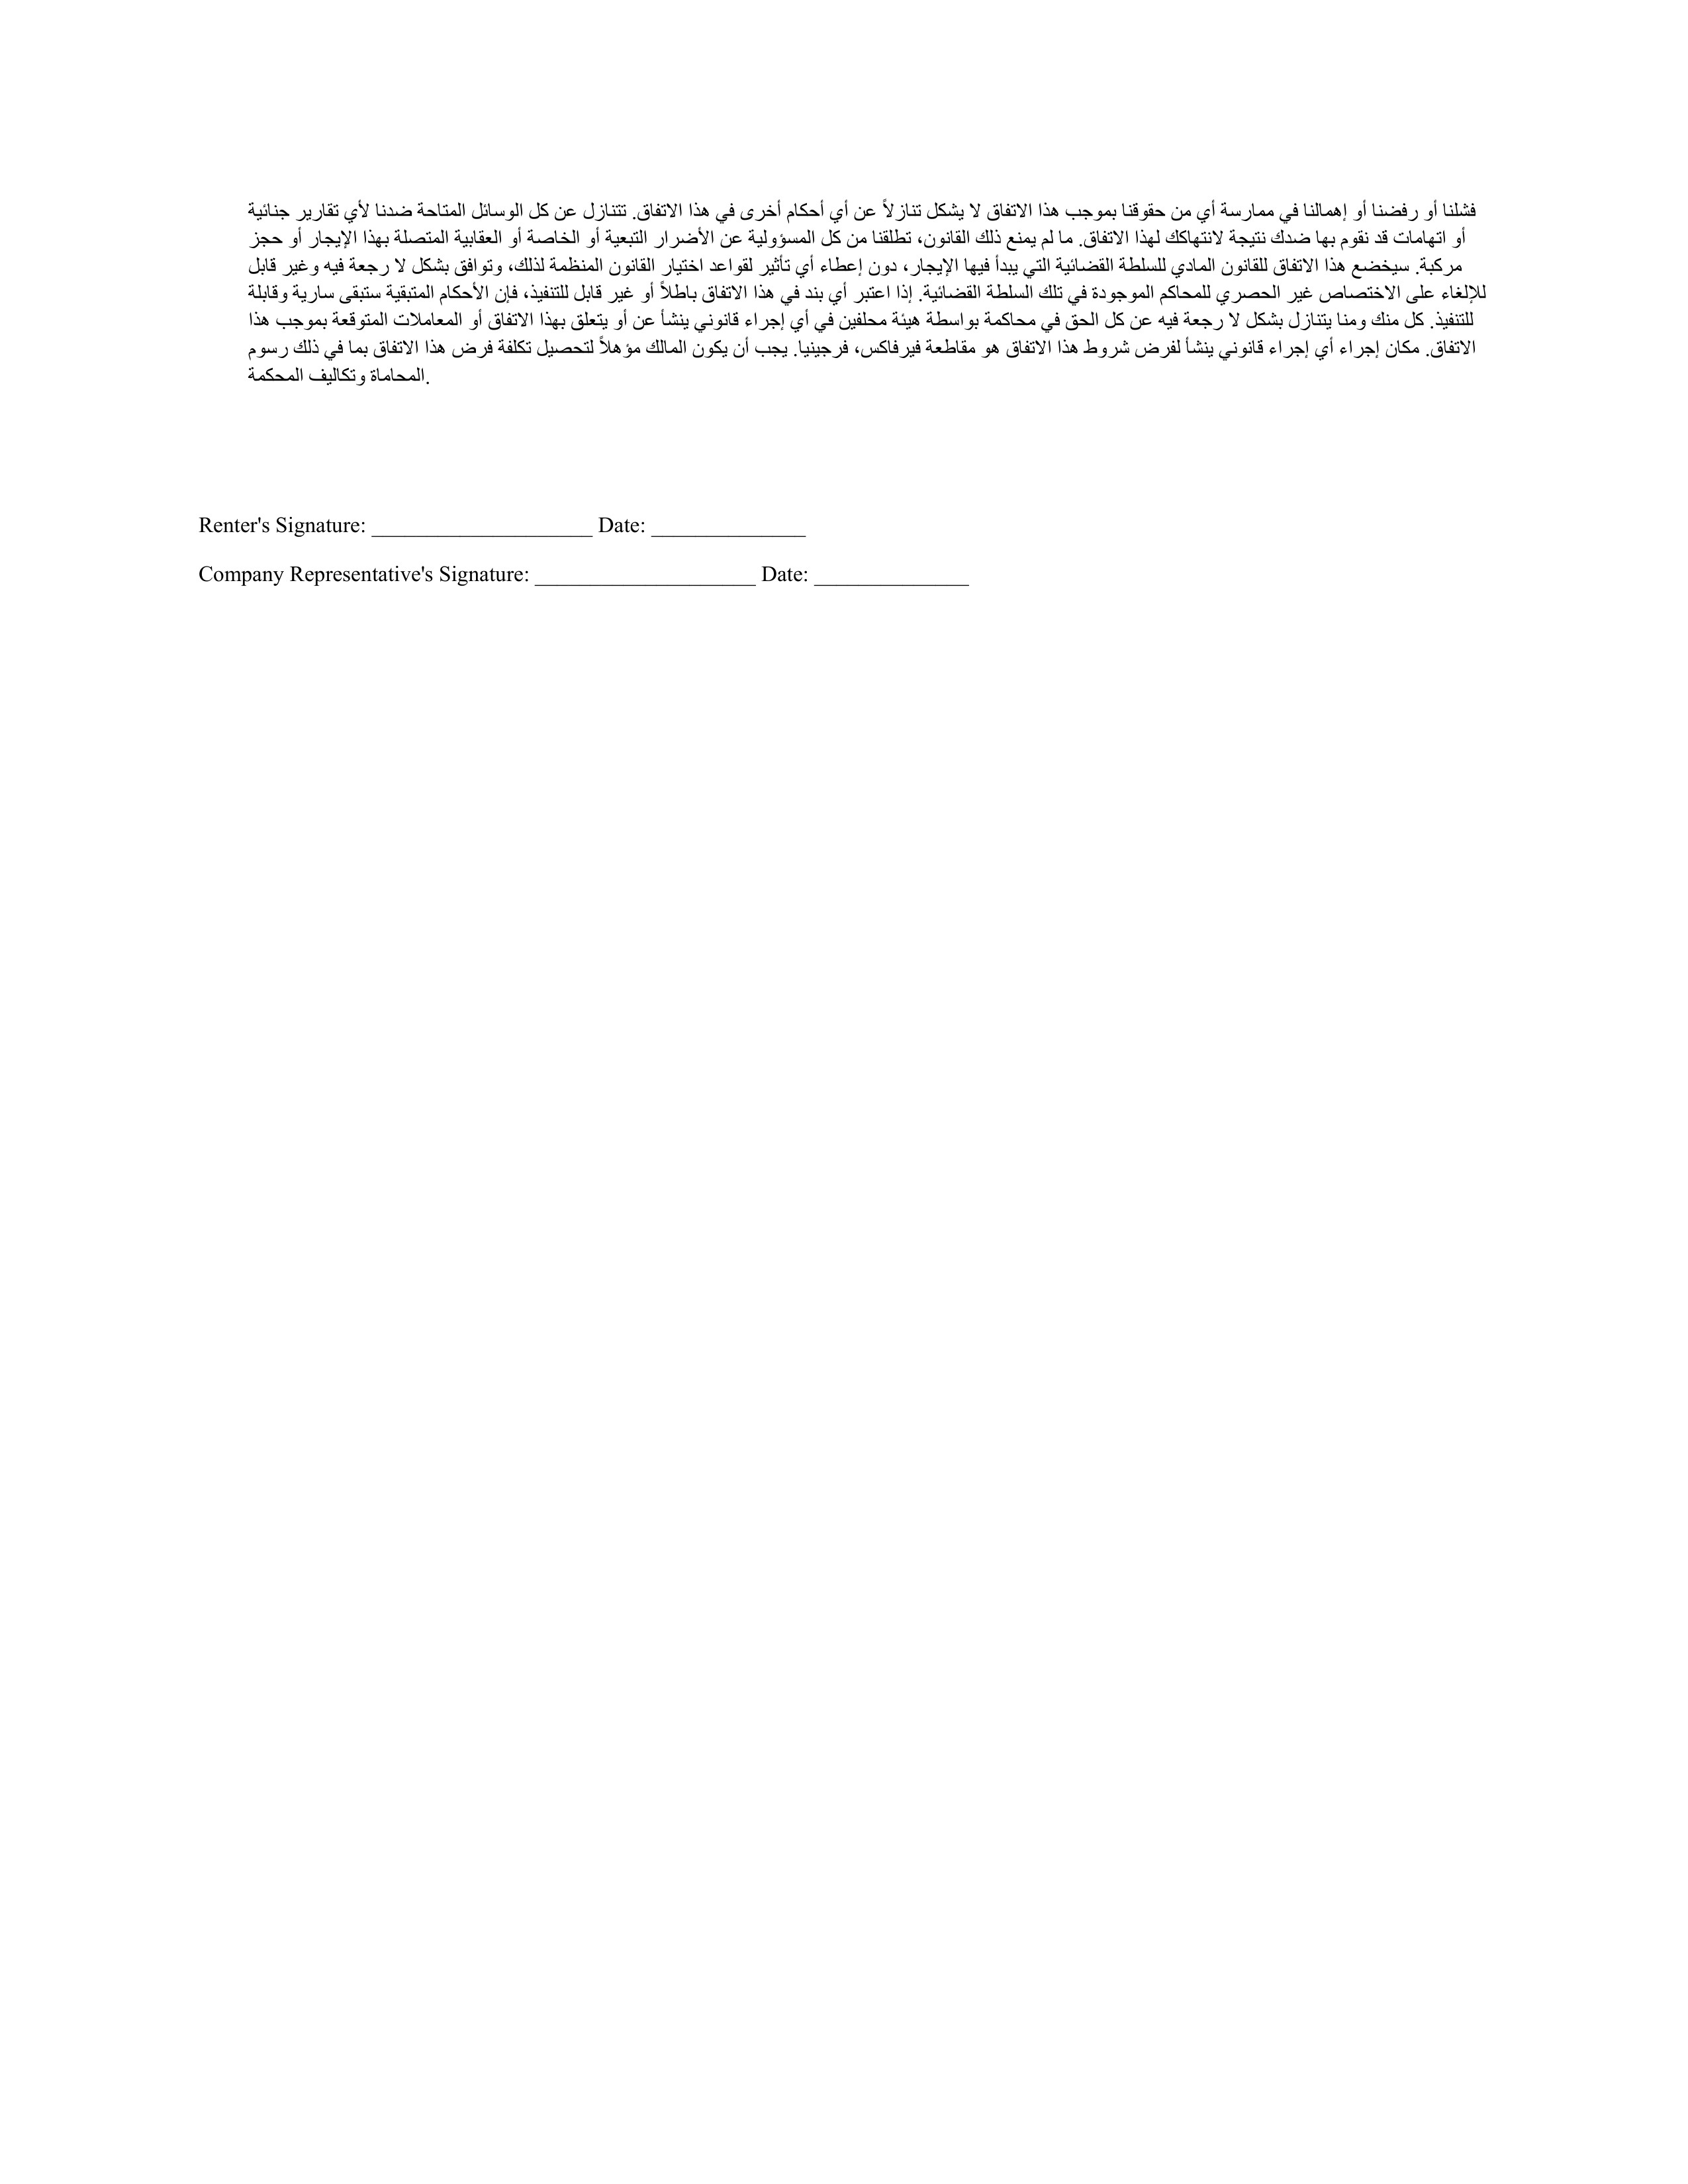 فشلنا أو رفضنا أو إهمالنا في ممارسة أي من حقوقنا بموجب هذا الاتفاق لا يشكل تنازلاً عن أي أحكام أخرى في هذا الاتفاق. تتنازل عن كل الوسائل المتاحة ضدنا لأي تقارير جنائية
أو اتهامات قد نقوم بها ضدك نتيجة لانتهاكك لهذا الاتفاق. ما لم يمنع ذلك القانون، تطلقنا من كل المسؤولية عن الأضرار التبعية أو الخاصة أو العقابية المتصلة بهذا الإيجار أو حجز
مركبة. سيخضع هذا الاتفاق للقانون المادي للسلطة القضائية التي يبدأ فيها الإيجار، دون إعطاء أي تأثير لقواعد اختيار القانون المنظمة لذلك، وتوافق بشكل لا رجعة فيه وغير قابل
للإلغاء على الاختصاص غير الحصري للمحاكم الموجودة في تلك السلطة القضائية. إذا اعتبر أي بند في هذا الاتفاق باطلاً أو غير قابل للتنفيذ، فإن الأحكام المتبقية ستبقى سارية وقابلة
للتنفيذ. كل منك ومنا يتنازل بشكل لا رجعة فيه عن كل الحق في محاكمة بواسطة هيئة محلفين في أي إجراء قانوني ينشأ عن أو يتعلق بهذا الاتفاق أو المعاملات المتوقعة بموجب هذا
الاتفاق. مكان إجراء أي إجراء قانوني ينشأ لفرض شروط هذا الاتفاق هو مقاطعة فيرفاكس، فرجينيا. يجب أن يكون المالك مؤهلاً لتحصيل تكلفة فرض هذا الاتفاق بما في ذلك رسوم
المحاماة وتكاليف المحكمة.
Renter's Signature: ____________________ Date: ______________
Company Representative's Signature: ____________________ Date: ______________